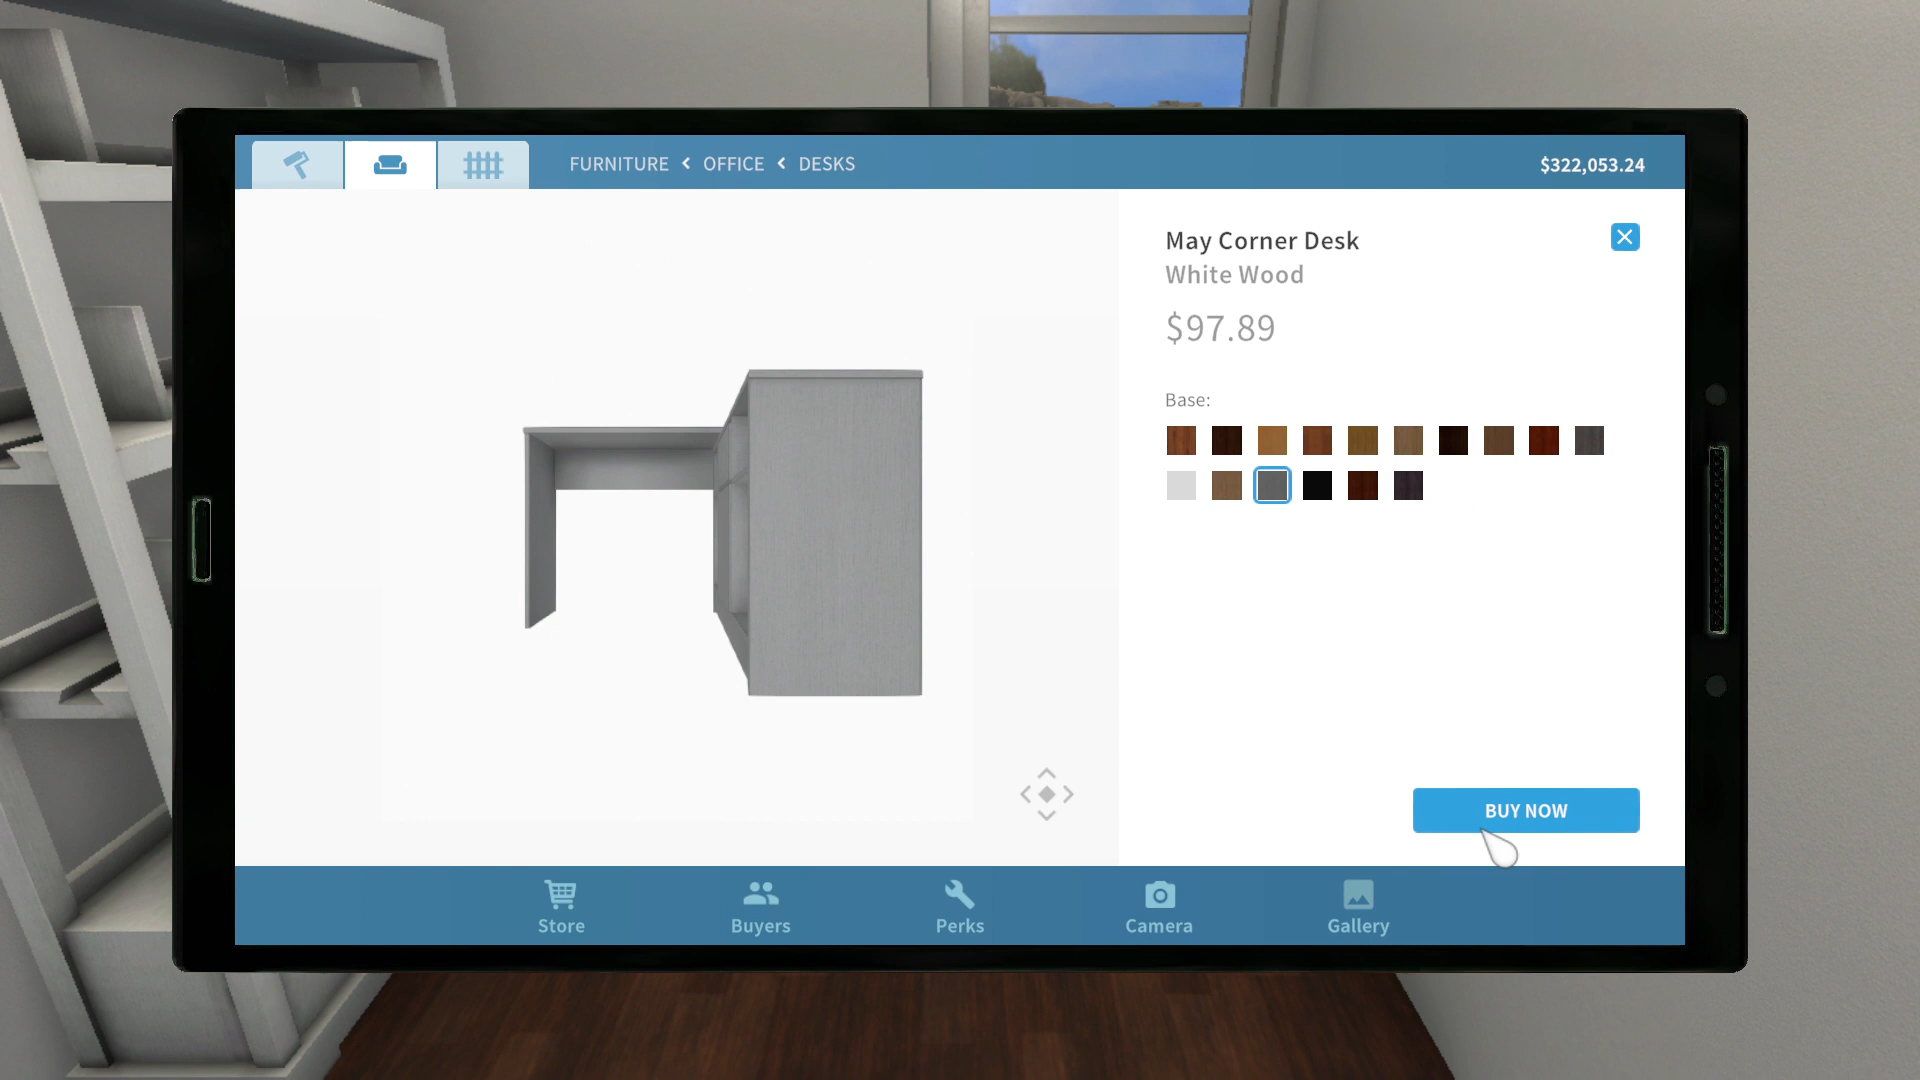 FURNITURE < OFFICE < DESKS
$322,053.24
May Corner Desk
White Wood
$97.89
Base:
BUY NOW
Store
Buyers
Perks
Camera
Gallery